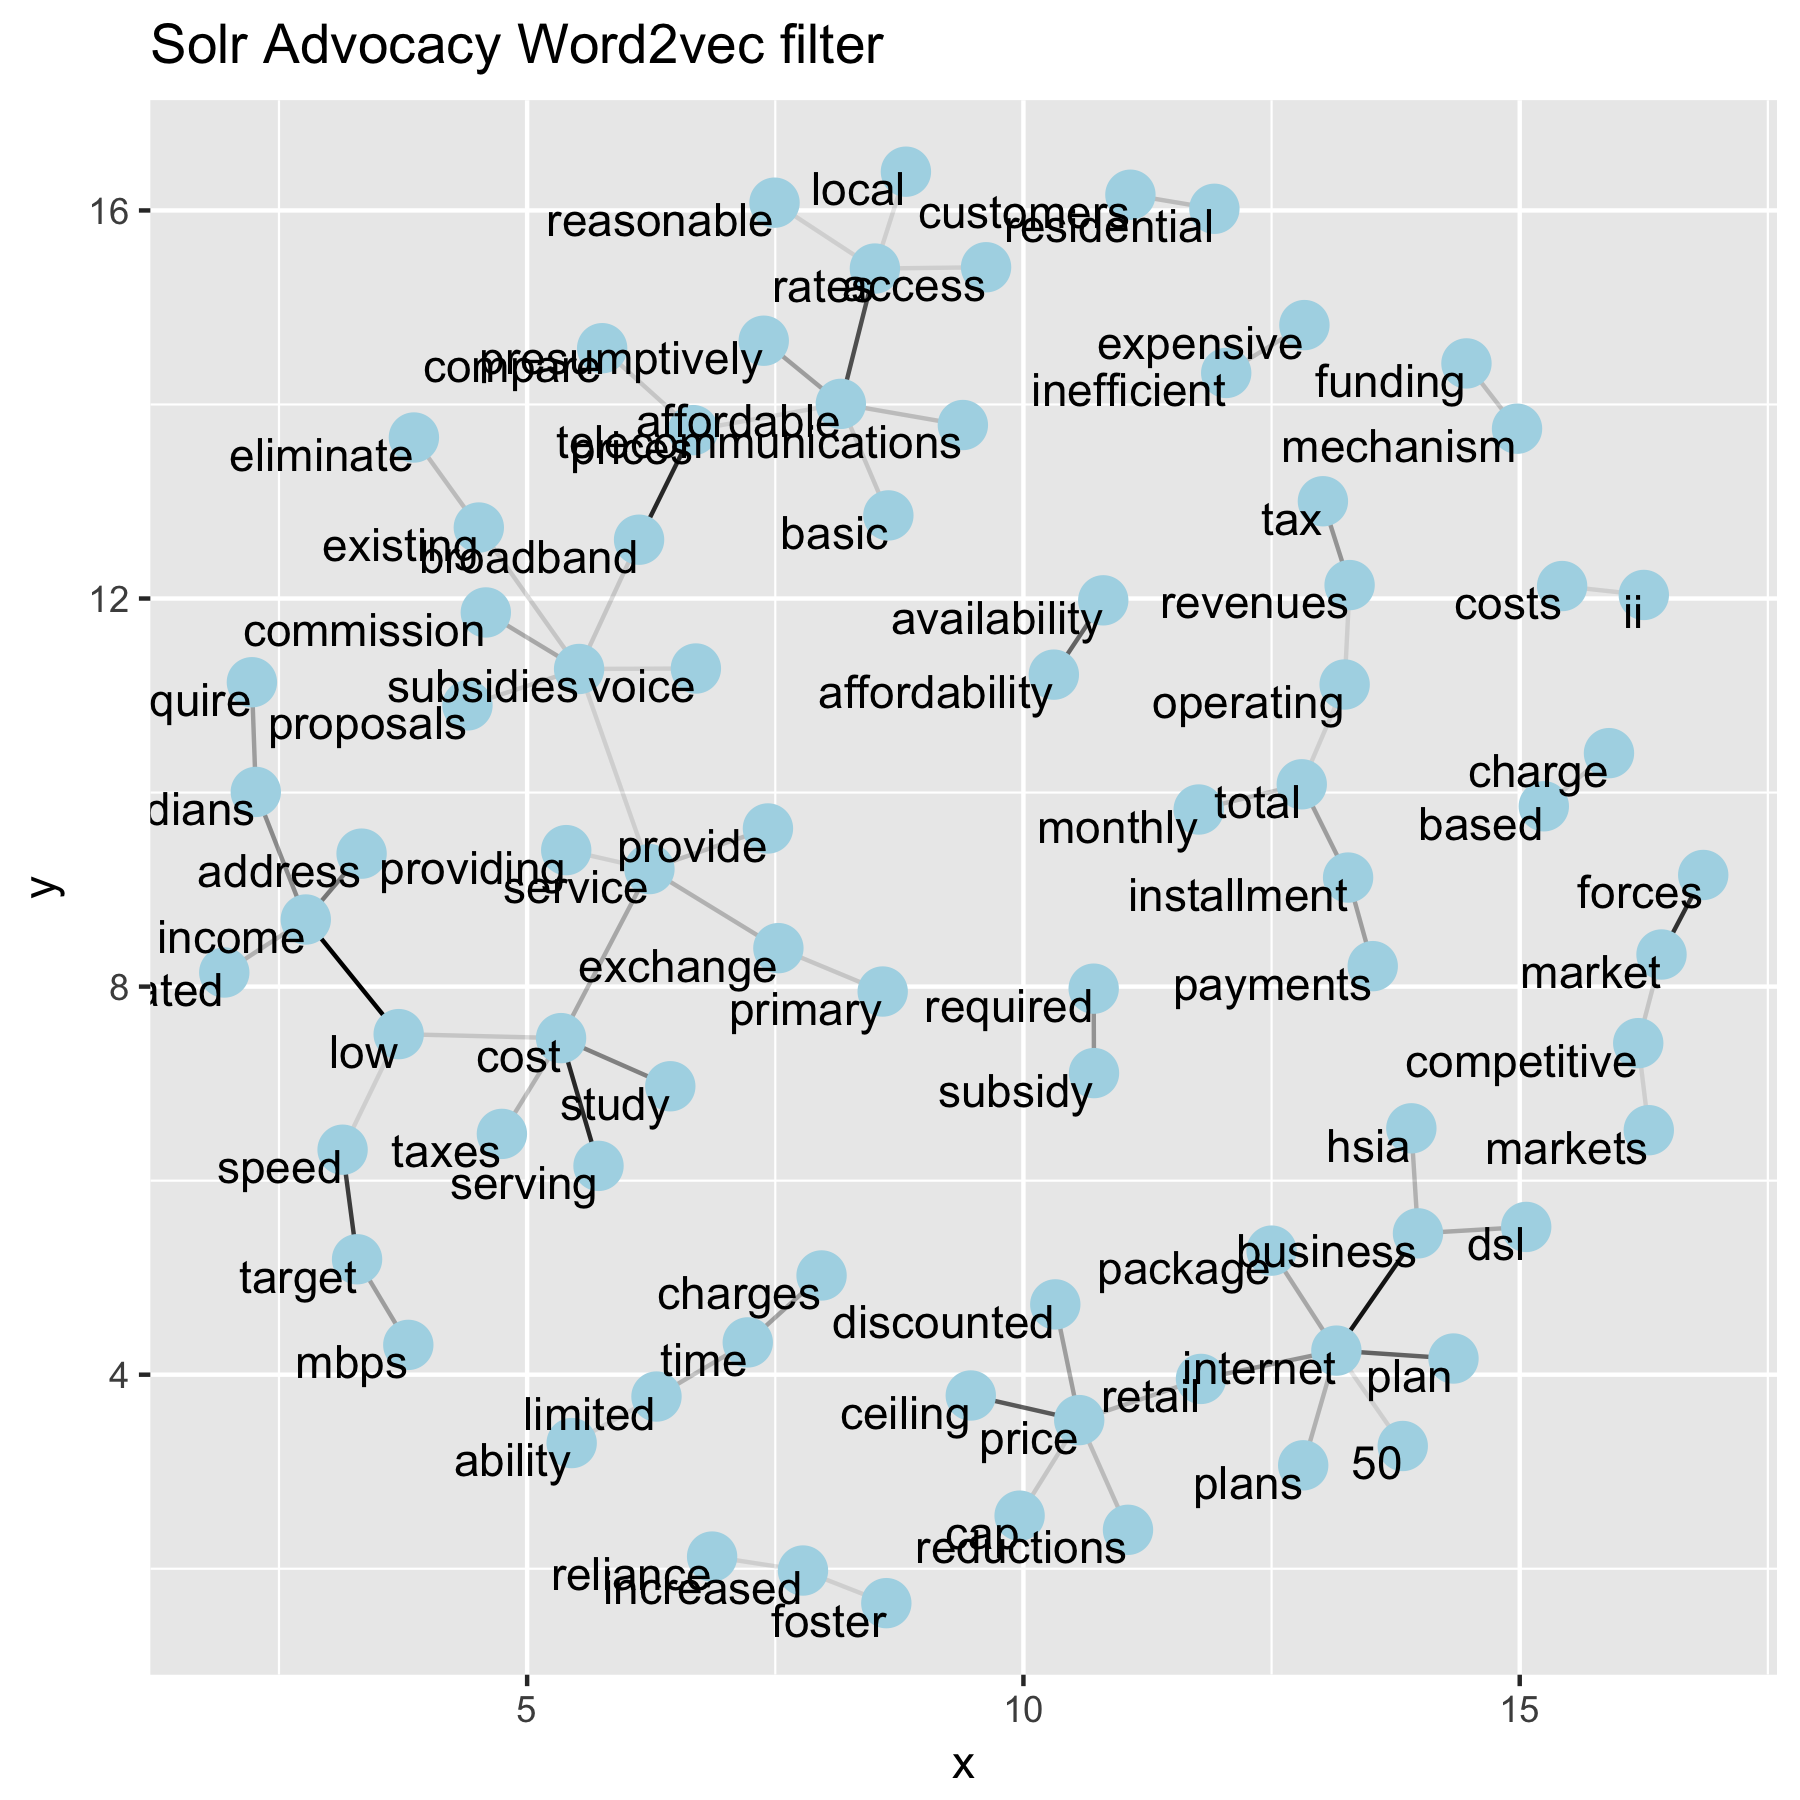 Solr Advocacy Word2vec filter
local
reasonable
customers
residential
rates
access
expensive
presumptively
compare
inefficient
funding
affordable
telecommunications
prices
mechanism
eliminate
tax
basic
existing
broadband
availability
revenues
costs
ii
commission
subsidies
voice
affordability
quire
operating
proposals
charge
total
dians
monthly
based
provide
address
providing
service
installment
forces
income
exchange
market
ated
primary
required
payments
low
cost
competitive
study
subsidy
taxes
hsia
markets
speed
serving
business
dsl
package
target
charges
discounted
time
internet
plan
mbps
retail
limited
ceiling
price
ability
50
plans
cap
reductions
reliance
increased
foster
16
12
8
4
y
5
10
15
x